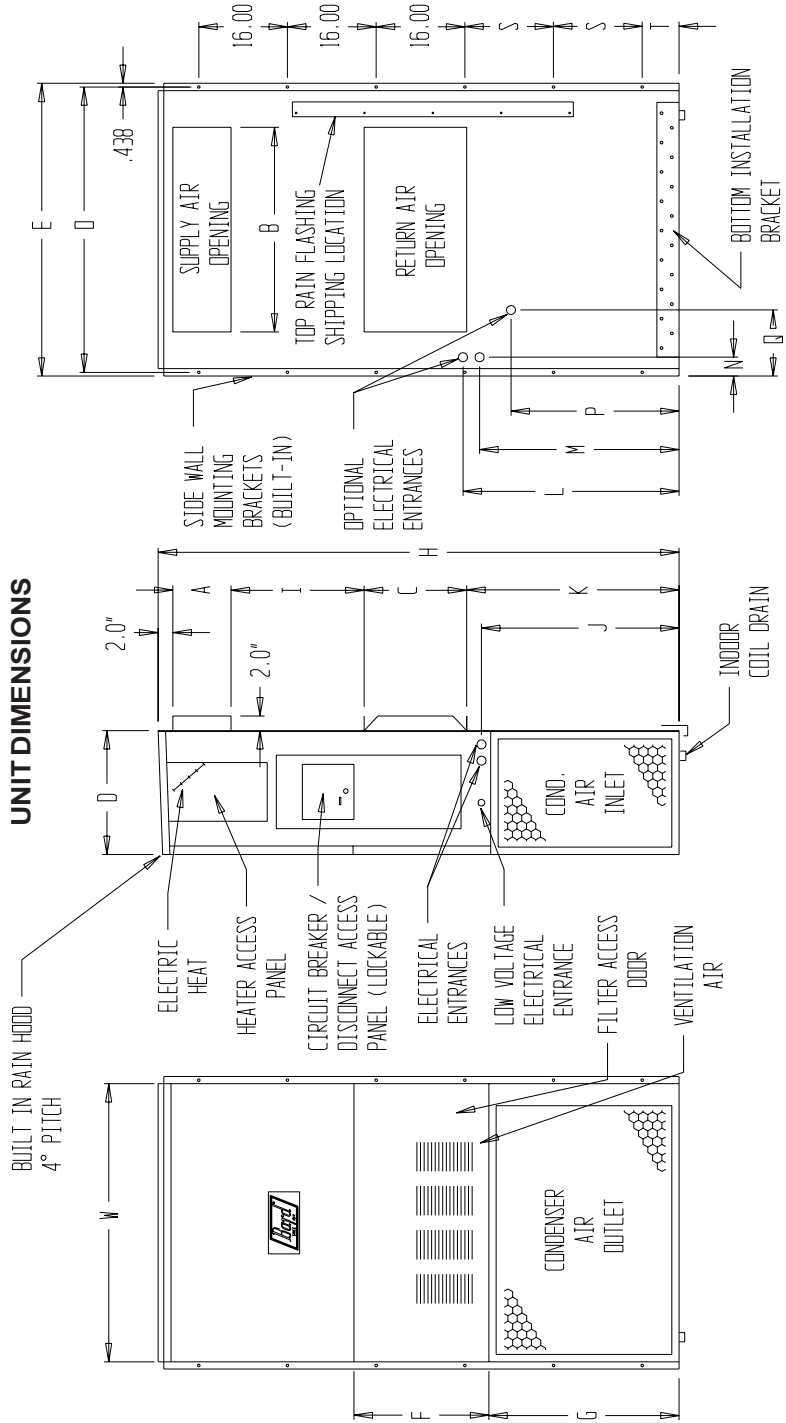 UNIT DIMENSIONS
BUILT IN RAIN HOOD
4° PITCH
W
F
G
Bard
CONDENSER
AIR
OUTLET
ELECTRIC
HEAT
HEATER ACCESS
PANEL
CIRCUIT BREAKER /
DISCONNECT ACCESS
PANEL (LOCKABLE)
ELECTRICAL
ENTRANCES
LOW VOLTAGE
ELECTRICAL
ENTRANCE
FILTER ACCESS
DOOR
VENTILATION
AIR
D
2.0"
2.0"
A
I
C
K
J
H
COND.
AIR
INLET
INDOOR
COIL DRAIN
SIDE WALL
MOUNTING
BRACKETS
(BUILT-IN)
OPTIONAL
ELECTRICAL
ENTRANCES
E
O
.438
SUPPLY AIR
OPENING
B
TOP RAIN FLASHING
SHIPPING LOCATION
RETURN AIR
OPENING
16.00
16.00
16.00
S
S
T
L
M
P
N
Q
BOTTOM INSTALLATION
BRACKET